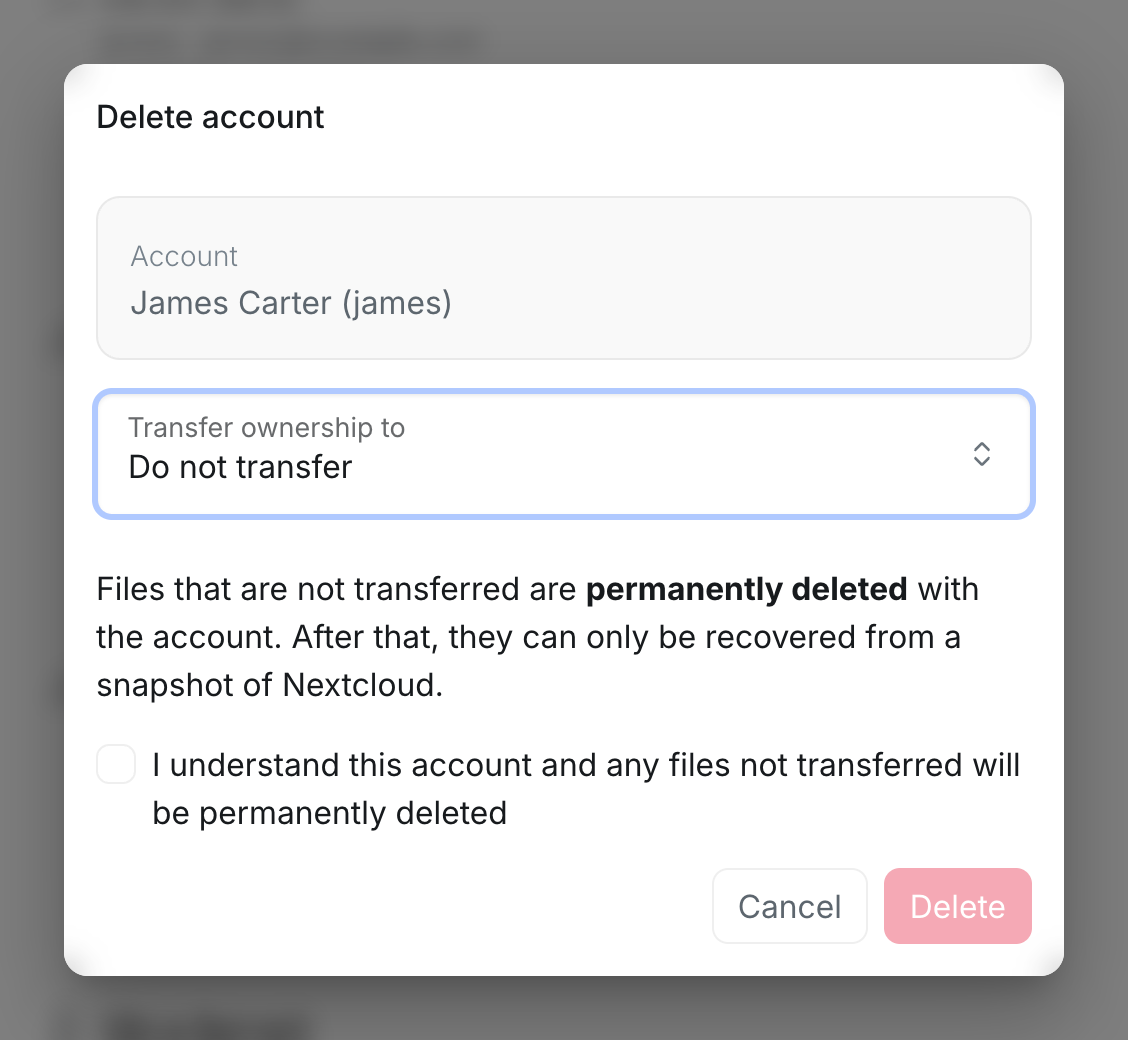 Delete account
Account
James Carter (james)
Transfer ownership to
Do not transfer
Files that are not transferred are permanently deleted with
the account. After that, they can only be recovered from a
snapshot of Nextcloud.
I understand this account and any files not transferred will
be permanently deleted
Cancel
Delete